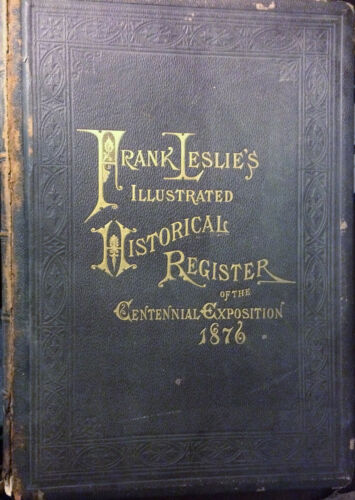 FRANK LESLIE'S
ILLUSTRATED
HISTORICAL
REGISTER
OF THE
CENTENNIAL EXPOSITION
1876